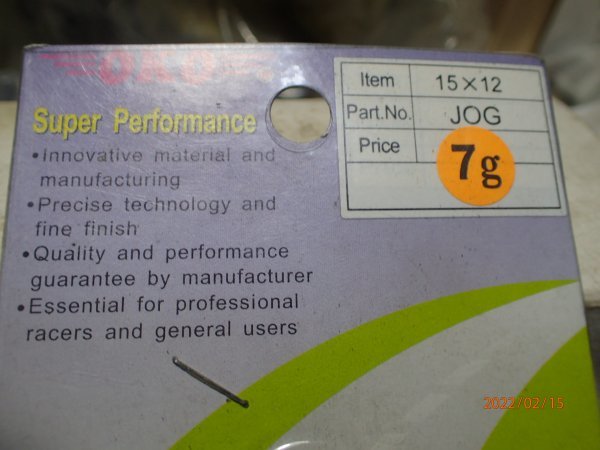 OKO
Super Performance
•Innovative material and
manufacturing
•Precise technology and
fine finish
•Quality and performance
guarantee by manufacturer
•Essential for professional
racers and general users
Item 15×12
Part.No. JOG
Price 7g
2022/02/15